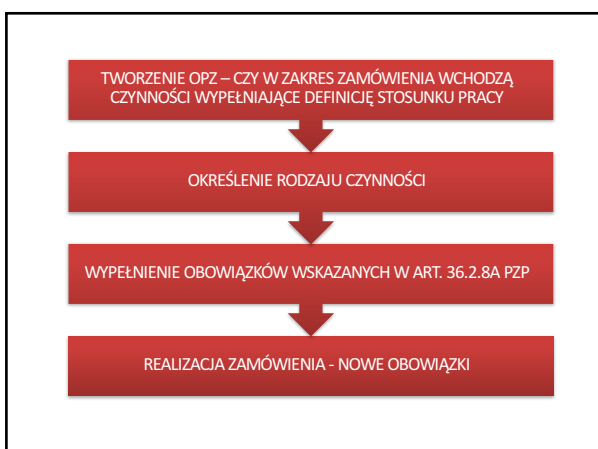 TWORZENIE OPZ – CZY W ZAKRES ZAMÓWIENIA WCHODZĄ
CZYNNOŚCI WYPEŁNIAJĄCE DEFINICJĘ STOSUNKU PRACY
OKREŚLENIE RODZAJU CZYNNOŚCI
WYPEŁNIENIE OBOWIĄZKÓW WSKAZANYCH W ART. 36.2.8A PZP
REALIZACJA ZAMÓWIENIA - NOWE OBOWIĄZKI